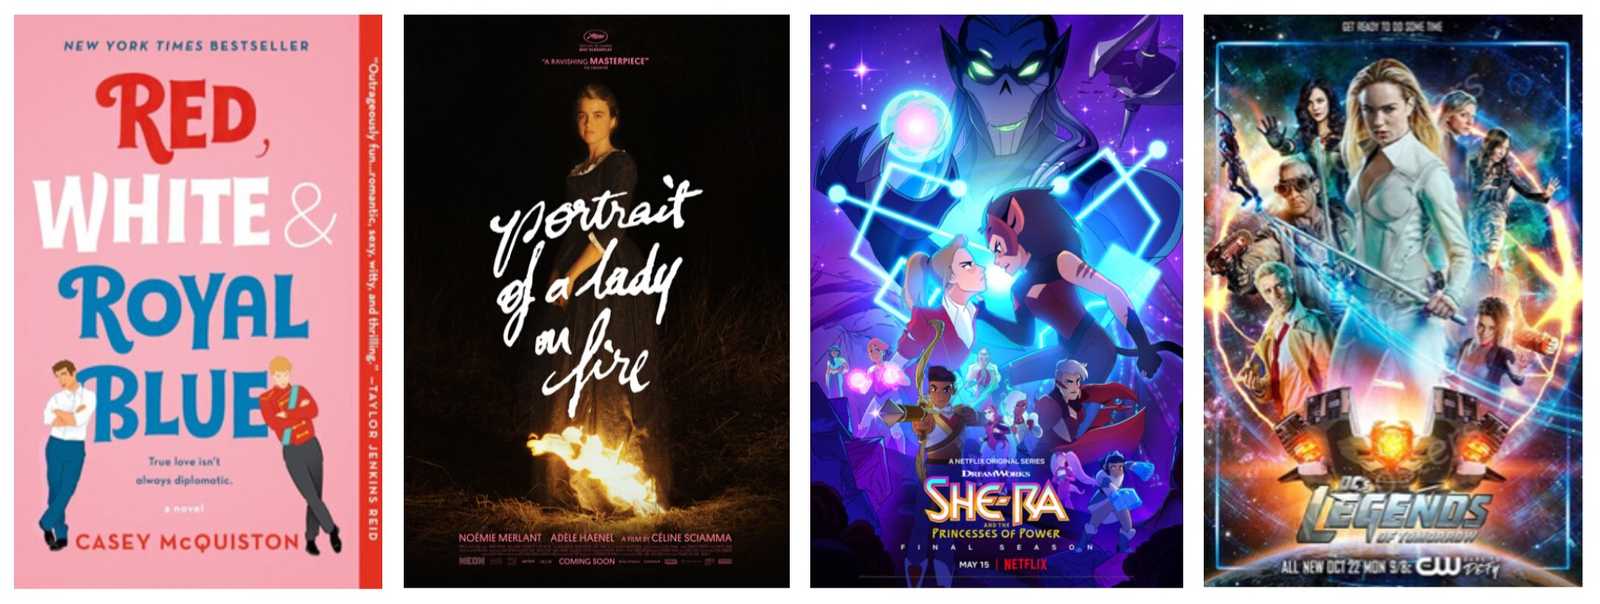 NEW YORK TIMES BESTSELLER
RED,
WHITE &
ROYAL
BLUE
True love isn't
always diplomatic.
a novel
CASEY McQUISTON
"Outrageously fun...romantic, sexy, witty, and thrilling." —TAYLOR JENKINS REID
"A RAVISHING MASTERPIECE"
portrait
of a lady
on
fire
NOÉMIE MERLANT ADÈLE HAENEL A FILM BY CÉLINE SCIAMMA
NEON
COMING SOON
A NETFLIX ORIGINAL SERIES
DREAMWORKS
SHE-RA
AND THE
PRINCESSES OF POWER
FINAL SEASON
MAY 15 | NETFLIX
GET READY TO DO SOME TIME
DC's
LEGENDS
OF TOMORROW
ALL NEW OCT 22 MON 9/8c CW DARE TO DEFY